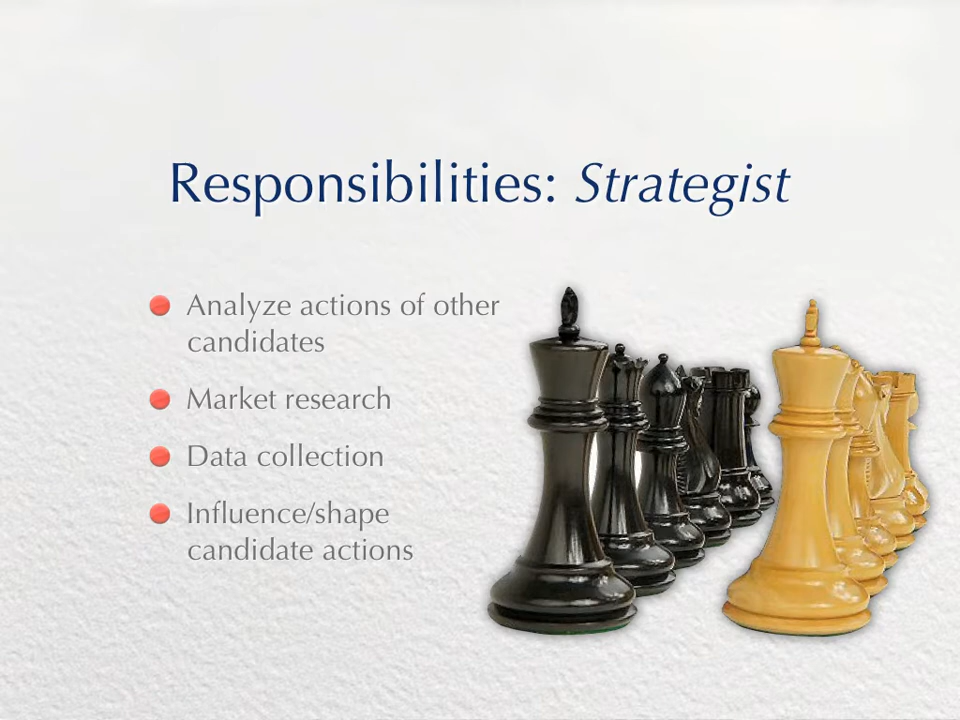 Responsibilities: Strategist
Analyze actions of other
candidates
Market research
Data collection
Influence/shape
candidate actions